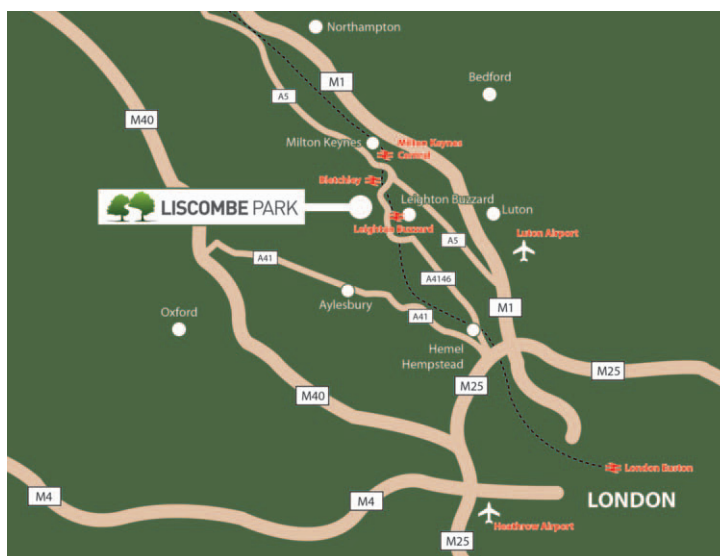 Northampton
M1
Bedford
A5
M40
Milton Keynes
Milton Keynes
Central
Bletchley
LISCOMBE PARK
Leighton Buzzard
Luton
Leighton Buzzard
A5
Luton Airport
A41
A4146
Aylesbury
A41
M1
Oxford
Hemel
Hempstead
M25
M25
M40
London Euston
M4
M4
LONDON
Heathrow Airport
M25